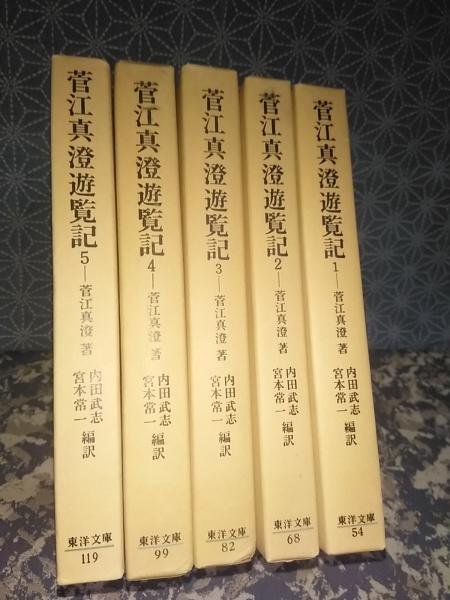 菅江真澄遊覧記 5―菅江真澄 著
内田武志
宮本常一 編訳
東洋文庫
119
菅江真澄遊覧記 4―菅江真澄 著
内田武志
宮本常一 編訳
東洋文庫
99
菅江真澄遊覧記 3―菅江真澄 著
内田武志
宮本常一 編訳
東洋文庫
82
菅江真澄遊覧記 2―菅江真澄 著
内田武志
宮本常一 編訳
東洋文庫
68
菅江真澄遊覧記 1―菅江真澄 著
内田武志
宮本常一 編訳
東洋文庫
54